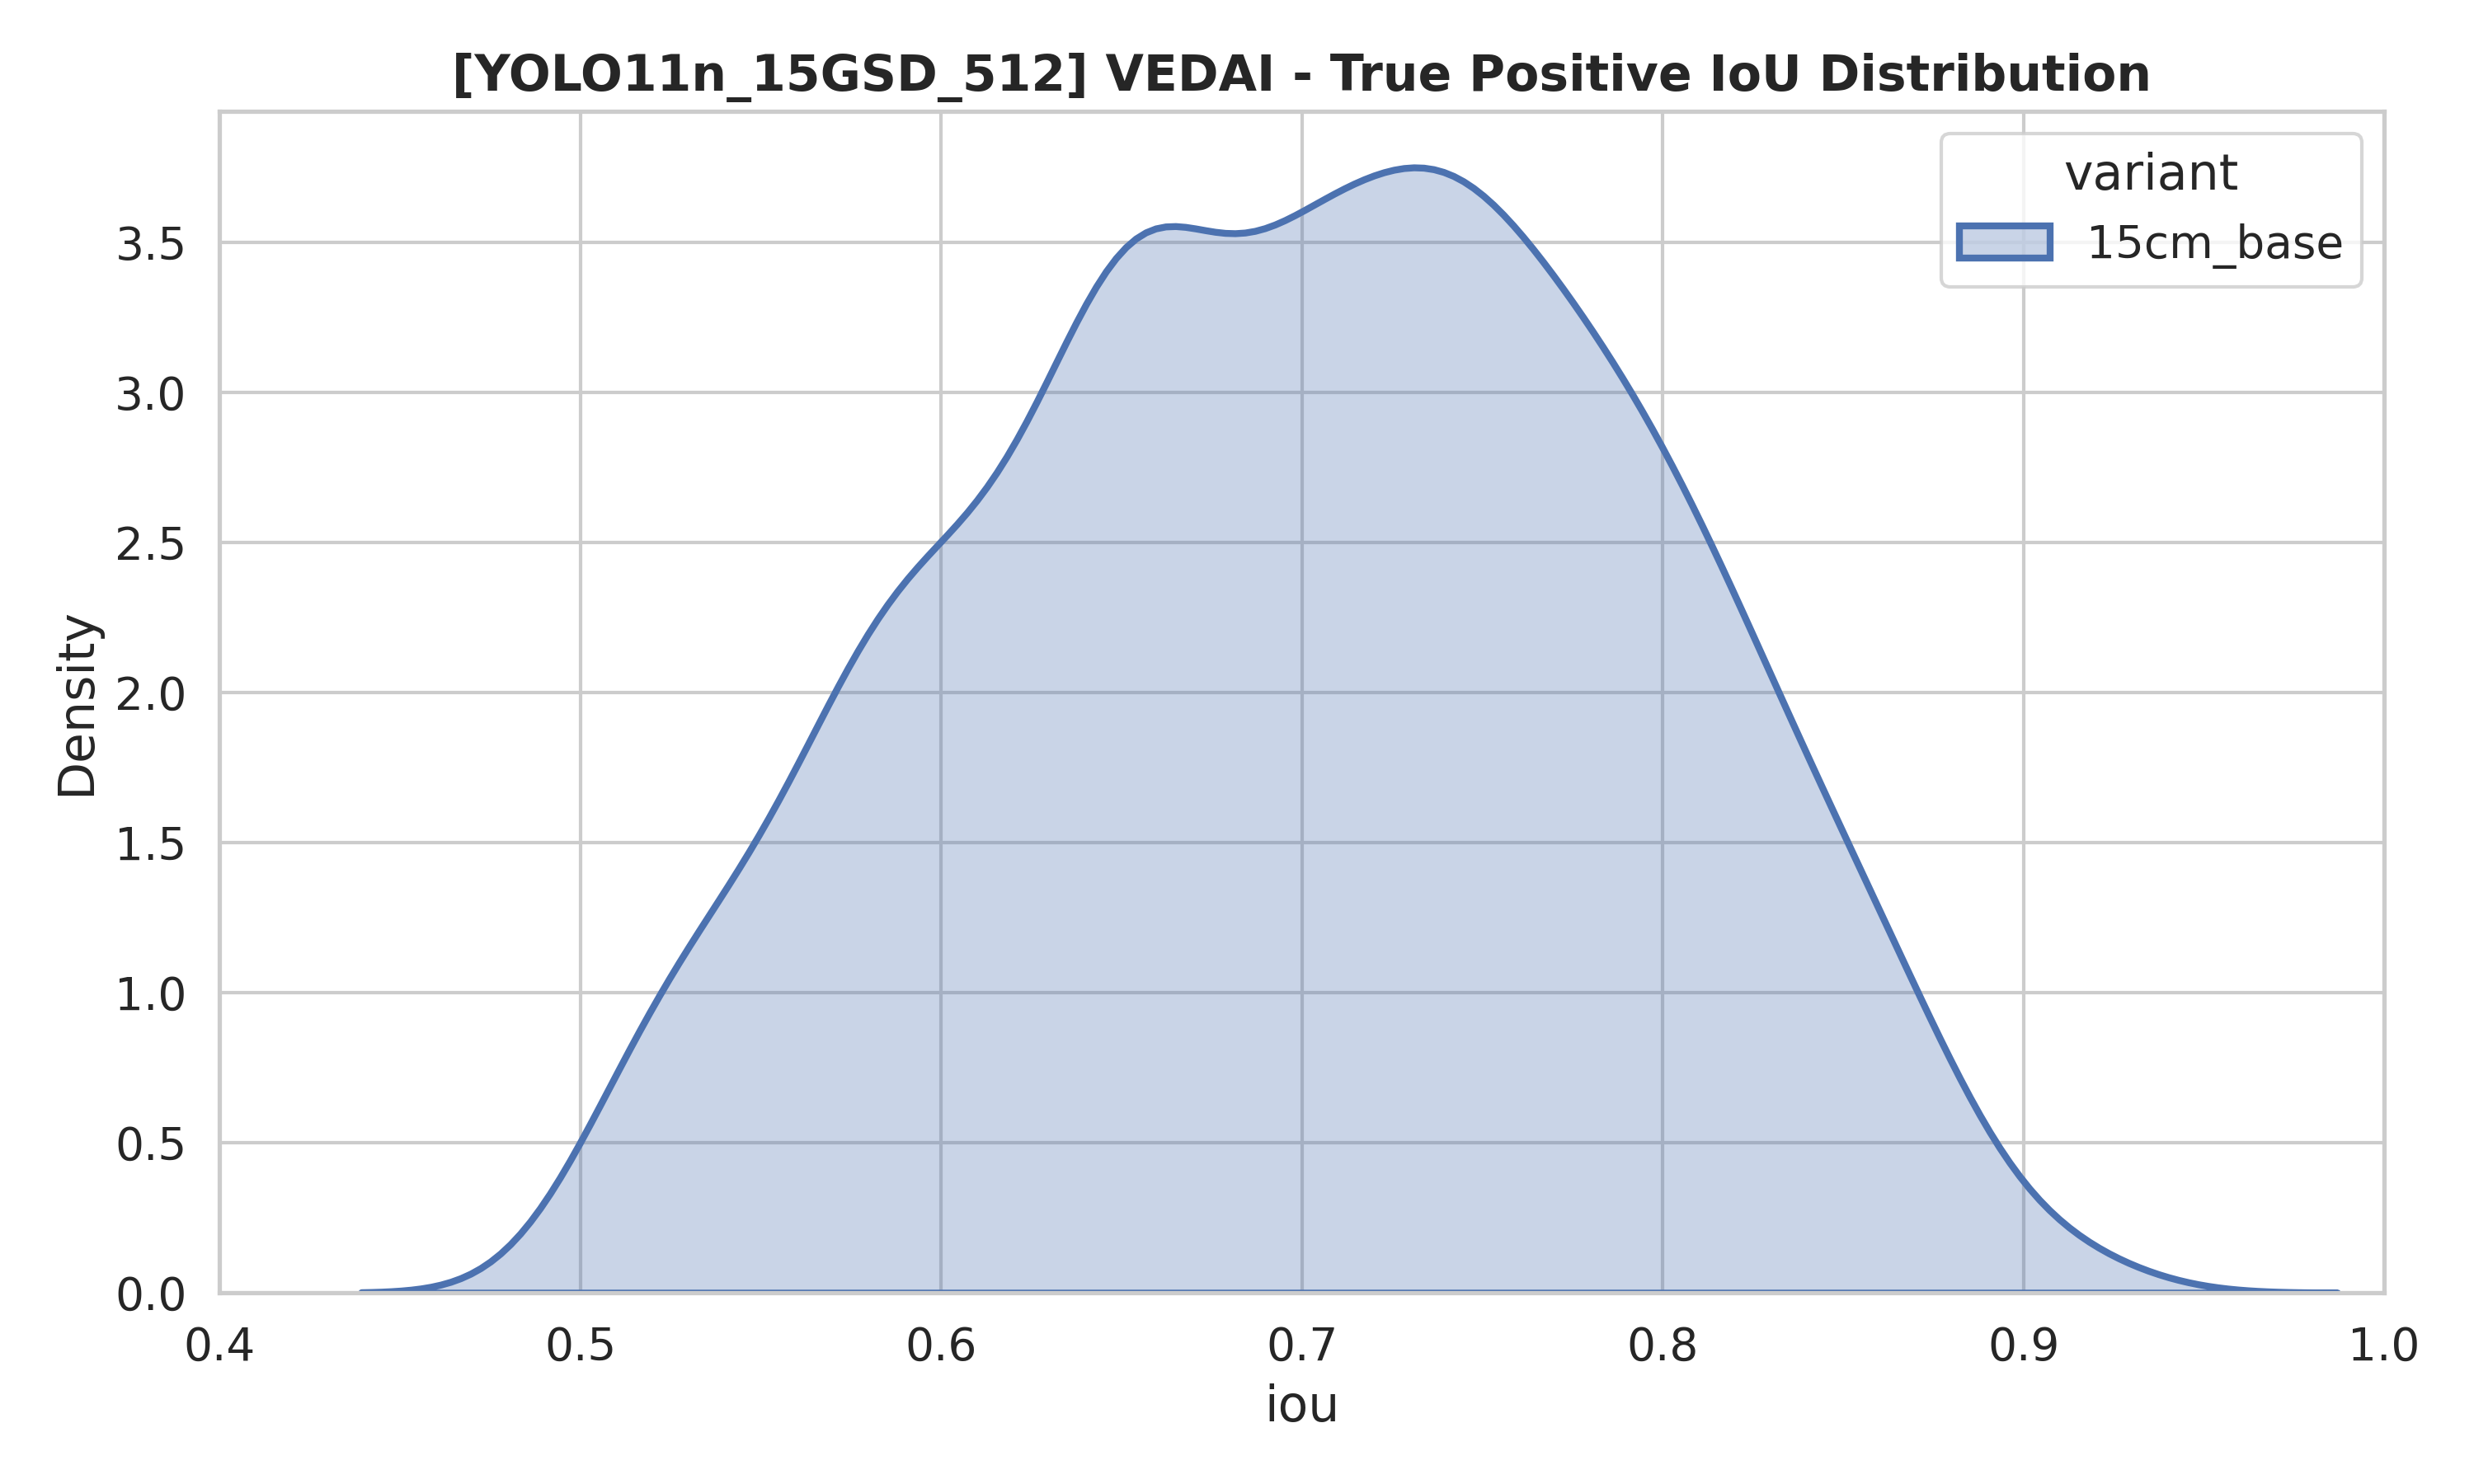 [YOLO11n_15GSD_512] VEDAI - True Positive IoU Distribution
variant
15cm_base
3.5
3.0
2.5
2.0
1.5
1.0
0.5
0.0
Density
0.4 0.5 0.6 0.7 0.8 0.9 1.0
iou